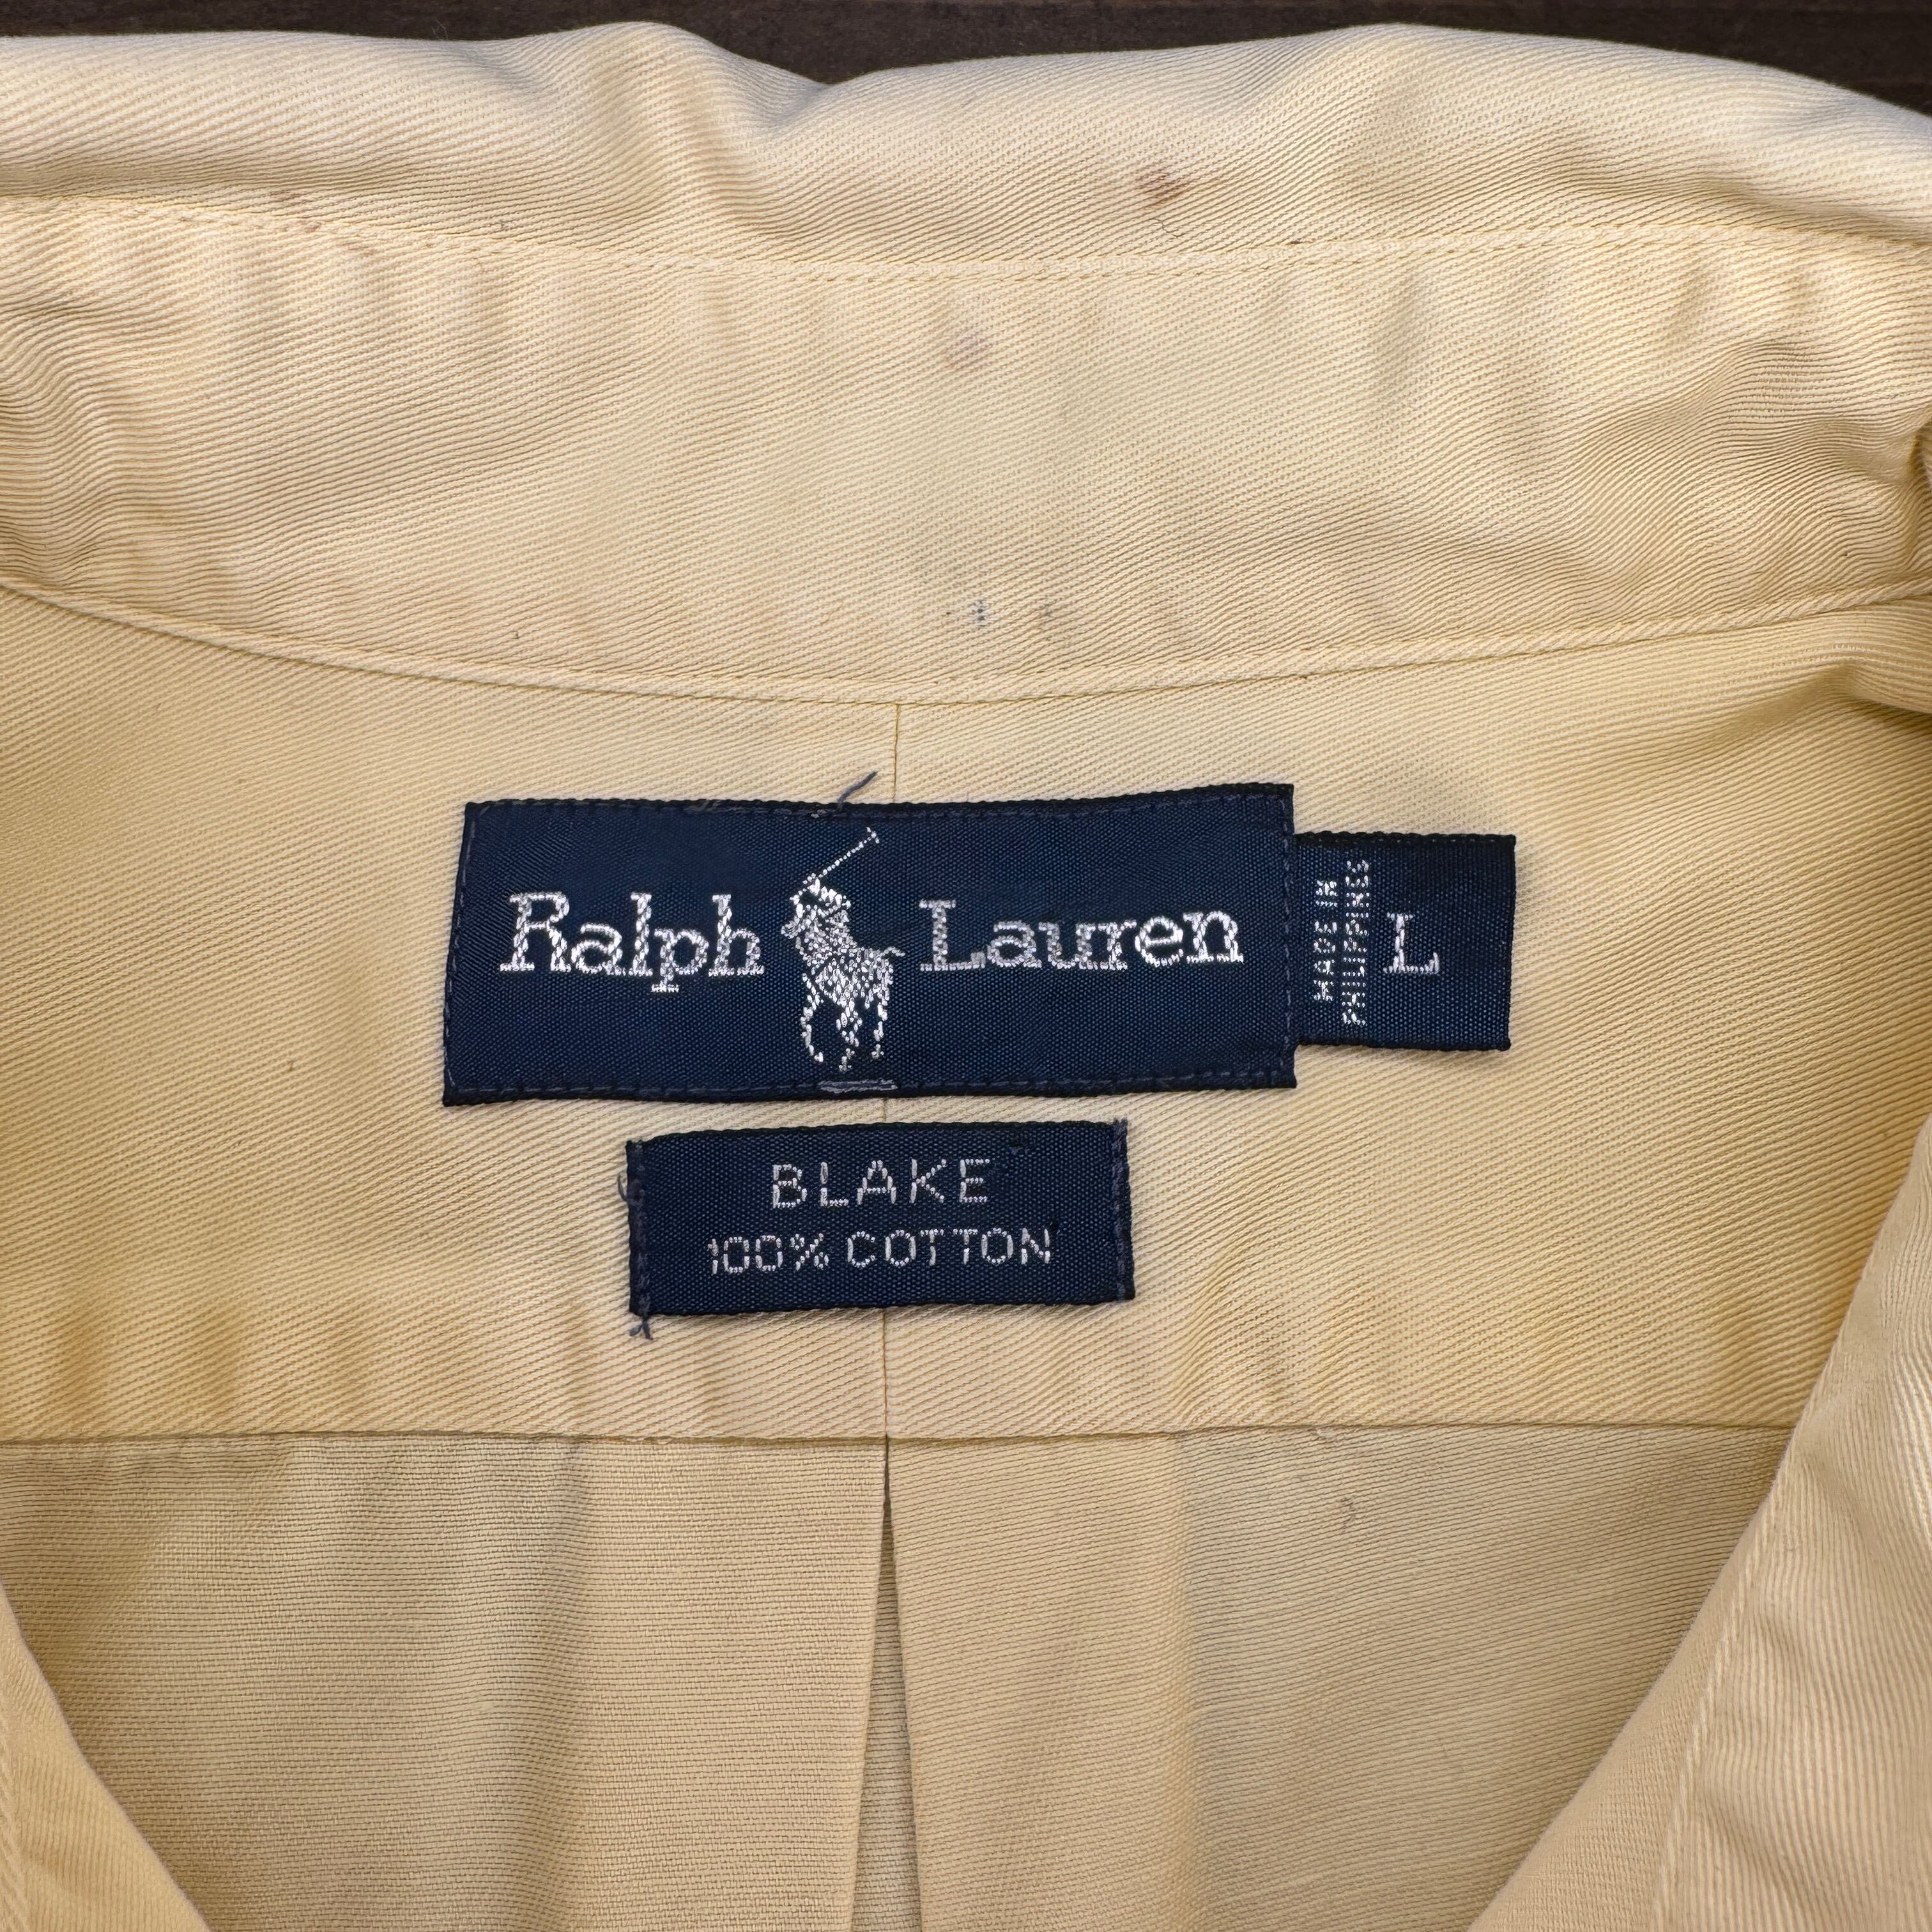 Ralph Lauren
MADE IN
PHILIPPINES
L
BLAKE
100% COTTON